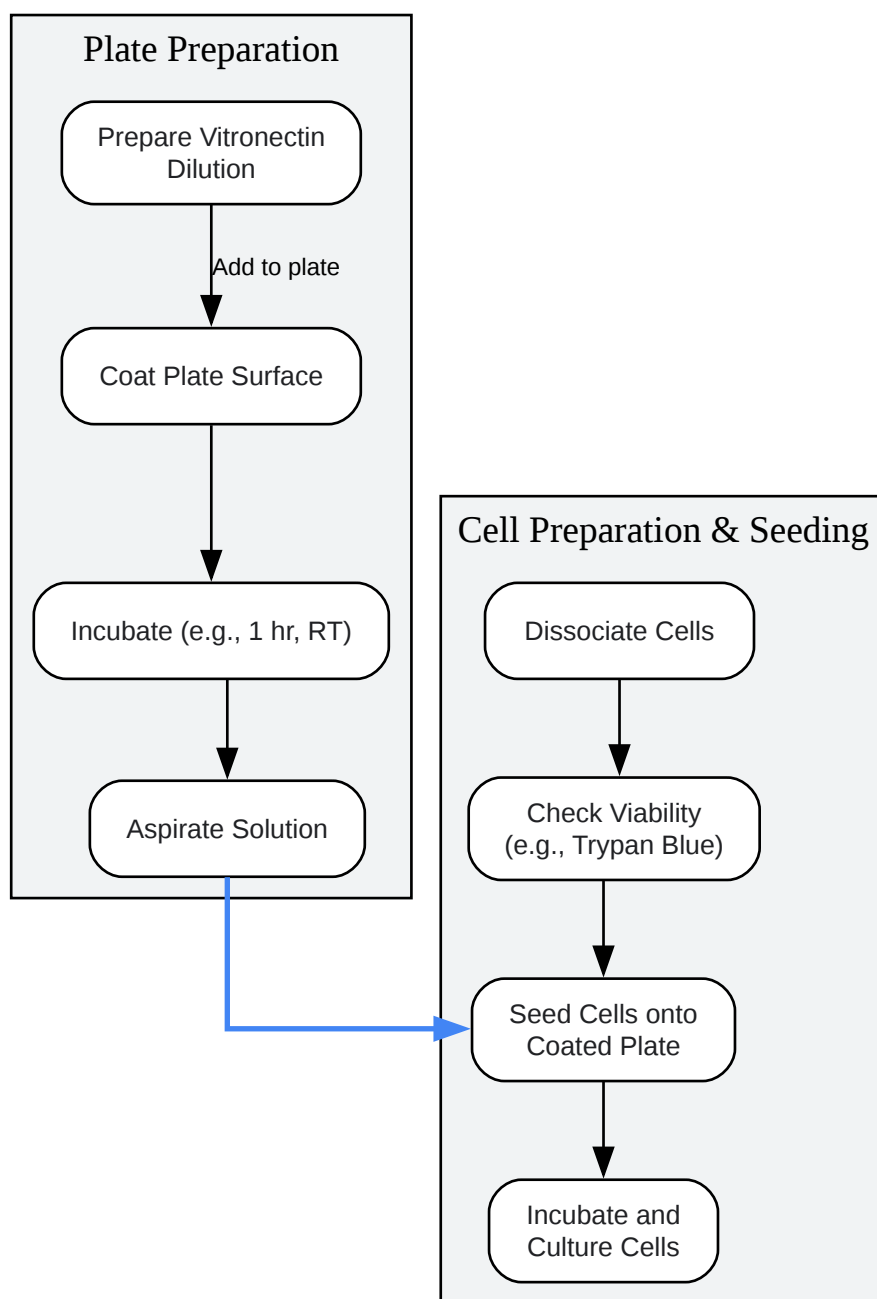 Plate Preparation
Prepare Vitronectin
Dilution
Add to plate
Coat Plate Surface
Incubate (e.g., 1 hr, RT)
Aspirate Solution
Cell Preparation & Seeding
Dissociate Cells
Check Viability
(e.g., Trypan Blue)
Seed Cells onto
Coated Plate
Incubate and
Culture Cells